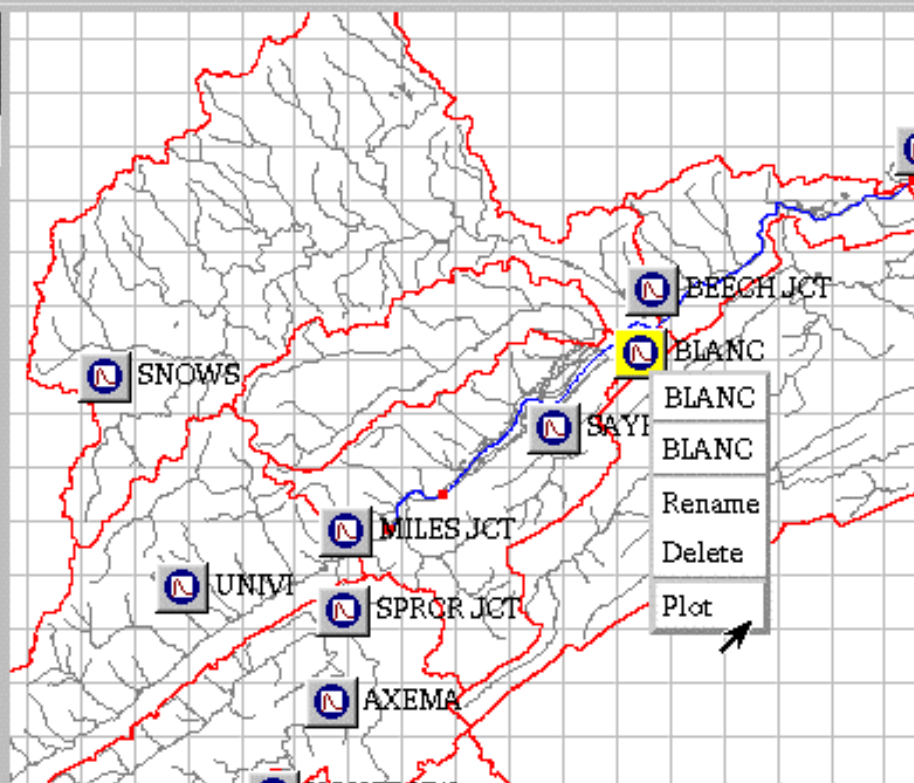 BEECH JCT
BLANC
SNOWS
BLANC
BLANC
Rename
Delete
Plot
MILES JCT
UNIVI
SPRCR JCT
AXEMA